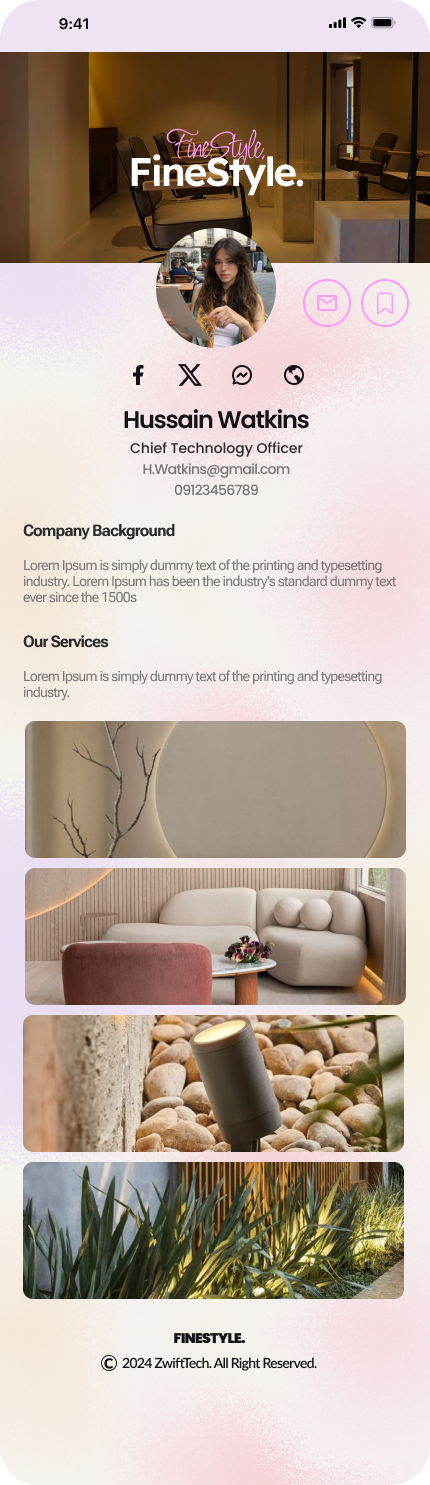 9:41
FineStyle.
FineStyle.
Hussain Watkins
Chief Technology Officer
H.Watkins@gmail.com
09123456789
Company Background
Lorem Ipsum is simply dummy text of the printing and typesetting
industry. Lorem Ipsum has been the industry's standard dummy text
ever since the 1500s
Our Services
Lorem Ipsum is simply dummy text of the printing and typesetting
industry.
FINESTYLE.
© 2024 ZwiftTech. All Right Reserved.